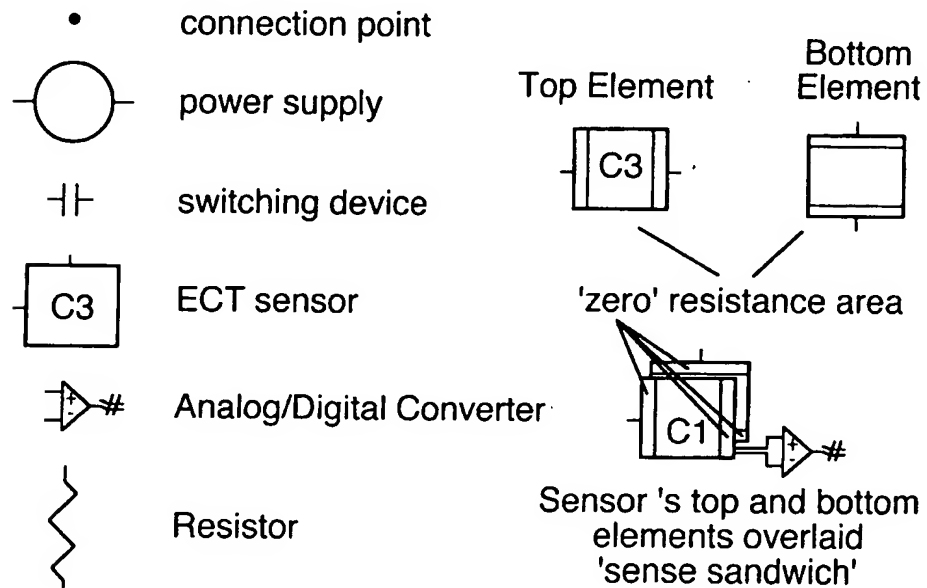 connection point
power supply
switching device
C3
ECT sensor
+
-
#
Analog/Digital Converter
Resistor
Top Element
Bottom
Element
C3
'zero' resistance area
C1
+
-
#
Sensor 's top and bottom
elements overlaid
'sense sandwich'